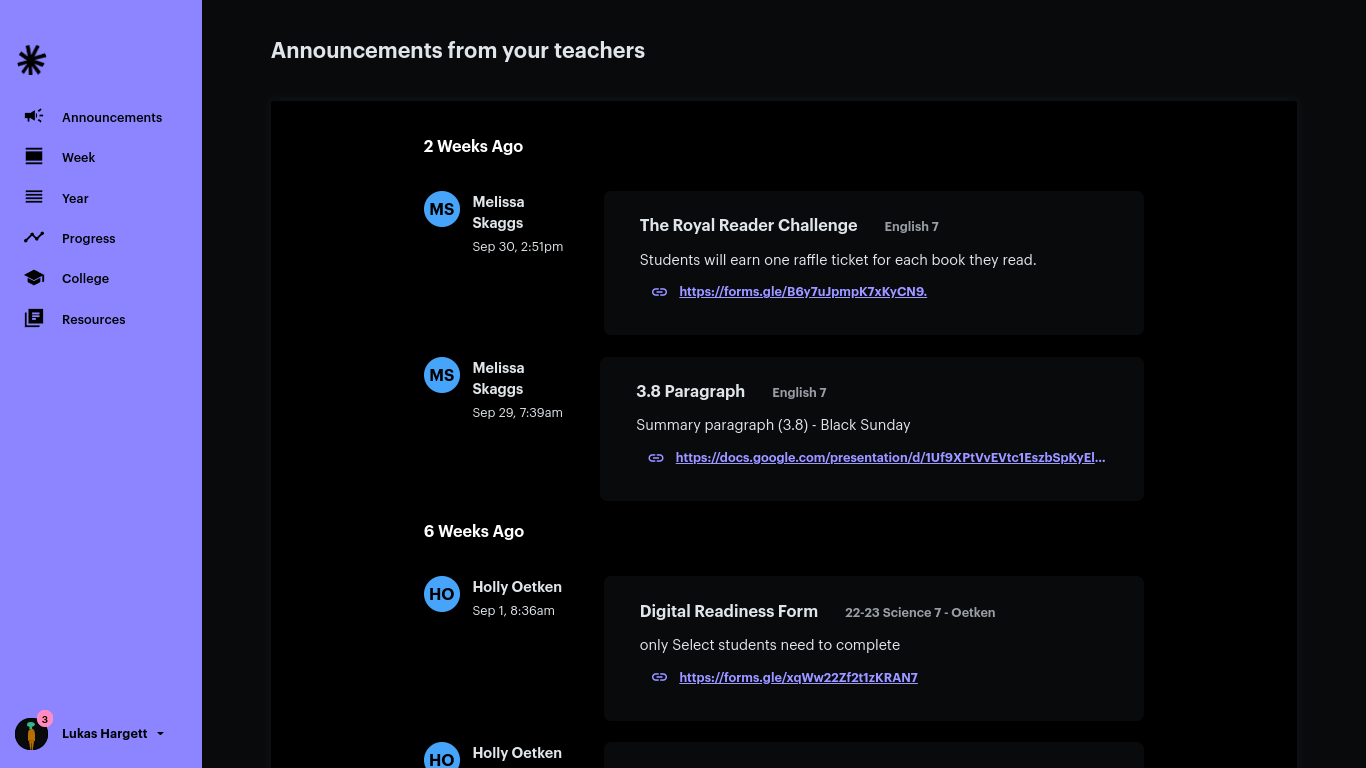 Announcements from your teachers
Announcements
Week
Year
Progress
College
Resources
3
Lukas Hargett
2 Weeks Ago
MS
Melissa
Skaggs
Sep 30, 2:51pm
The Royal Reader Challenge English 7
Students will earn one raffle ticket for each book they read.
https://forms.gle/B6y7uJpmpK7xKyCN9.
MS
Melissa
Skaggs
Sep 29, 7:39am
3.8 Paragraph English 7
Summary paragraph (3.8) - Black Sunday
https://docs.google.com/presentation/d/1Uf9XPtVvEVtc1EszbSpKyEl...
6 Weeks Ago
HO
Holly Oetken
Sep 1, 8:36am
Digital Readiness Form 22-23 Science 7 - Oetken
only Select students need to complete
https://forms.gle/xqWw22Zf2t1zKRAN7
HO
Holly Oetken